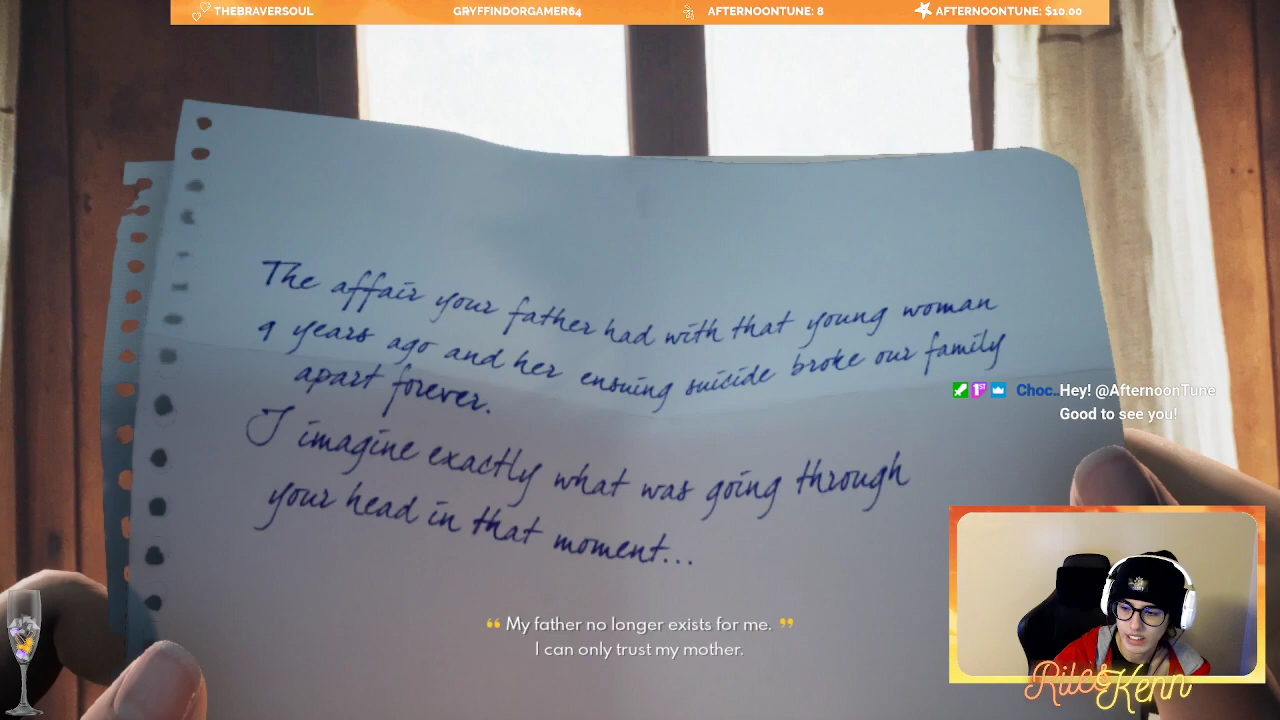 THEBRAVERSOUL
GRYFFINDORGAMER64
AFTERNOONTUNE: 8
AFTERNOONTUNE: $10.00
The affair your father had with that young woman
9 years ago and her ensuing suicide broke our family
apart forever.
I imagine exactly what was going through
your head in that moment...
Choc.. Hey! @AfternoonTune
Good to see you!
“ My father no longer exists for me. ”
I can only trust my mother.
RilesKenn